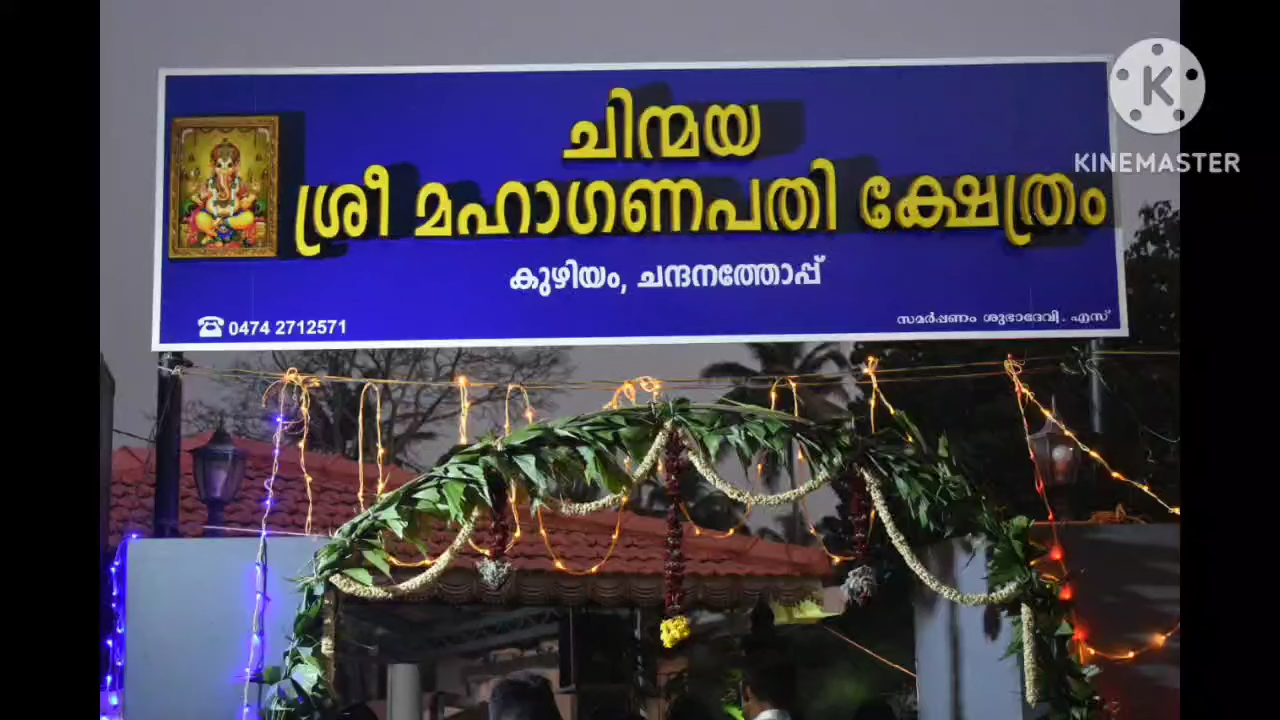 ചിന്മയ
ശ്രീ മഹാഗണപതി ക്ഷേത്രം
കുഴിയം, ചന്ദനത്തോപ്പ്
☎ 0474 2712571
സമർപ്പണം ശുഭാദേവി. എസ്
K
KINEMASTER